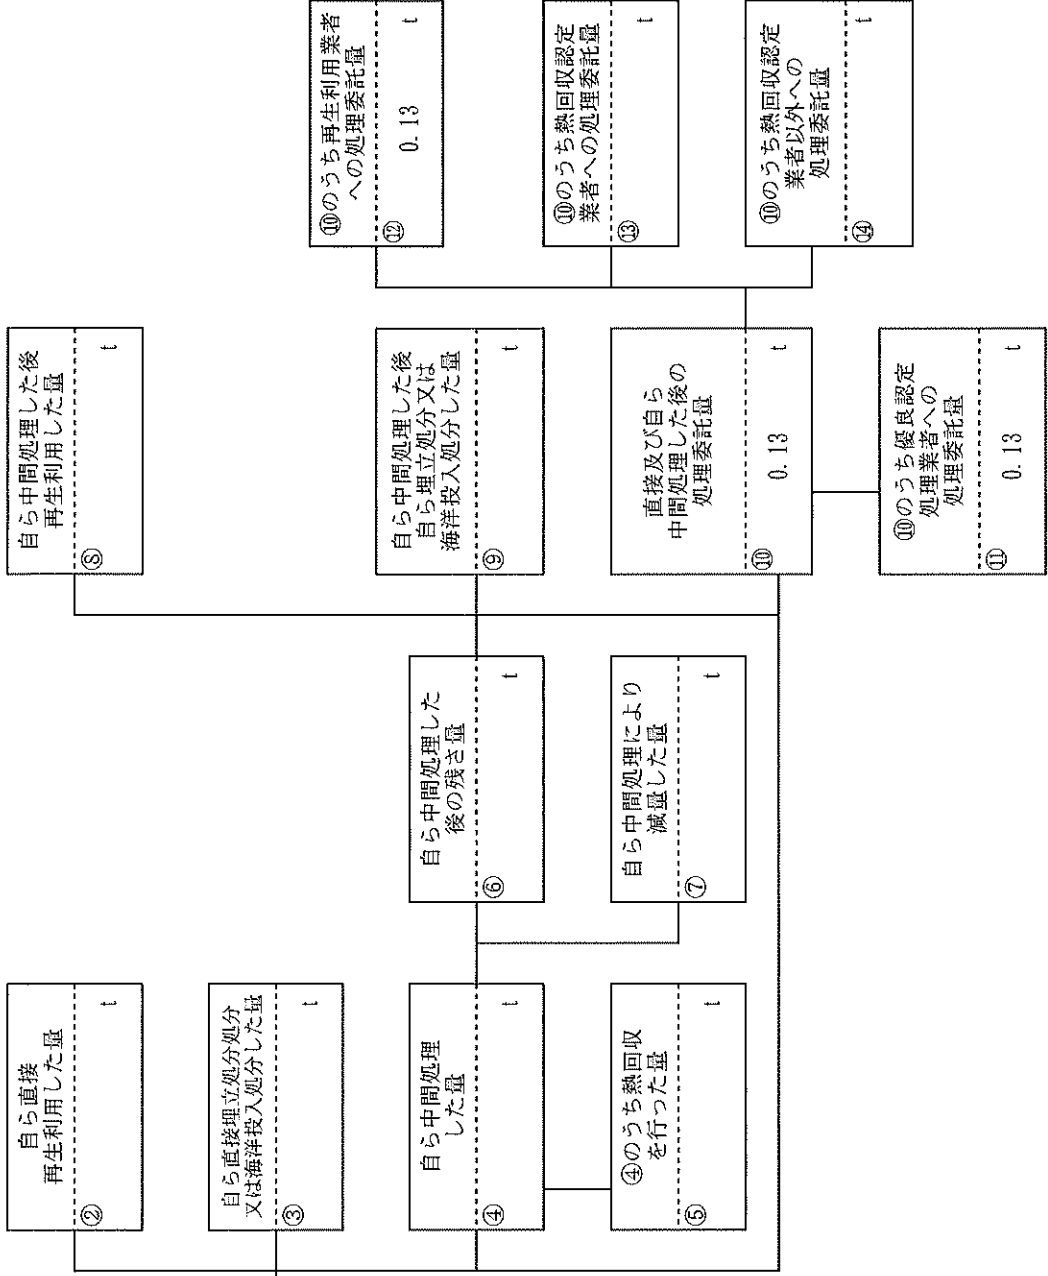 自ら直接
再生利用した量
②
t
自ら直接埋立処分処分
又は海洋投入処分した量
③
t
自ら中間処理
した量
④
t
④のうち熱回収
を行った量
⑤
t
自ら中間処理した
後の残さ量
⑥
t
自ら中間処理により
減量した量
⑦
t
自ら中間処理した後
再生利用した量
⑧
t
自ら中間処理した後
自ら埋立処分又は
海洋投入処分した量
⑨
t
直接及び自ら
中間処理した後の
処理委託量
⑩
0.13 t
⑩のうち優良認定
処理業者への
処理委託量
⑪
0.13 t
⑩のうち再生利用業者
への処理委託量
⑫
0.13 t
⑩のうち熱回収認定
業者への処理委託量
⑬
t
⑩のうち熱回収認定
業者以外への
処理委託量
⑭
t